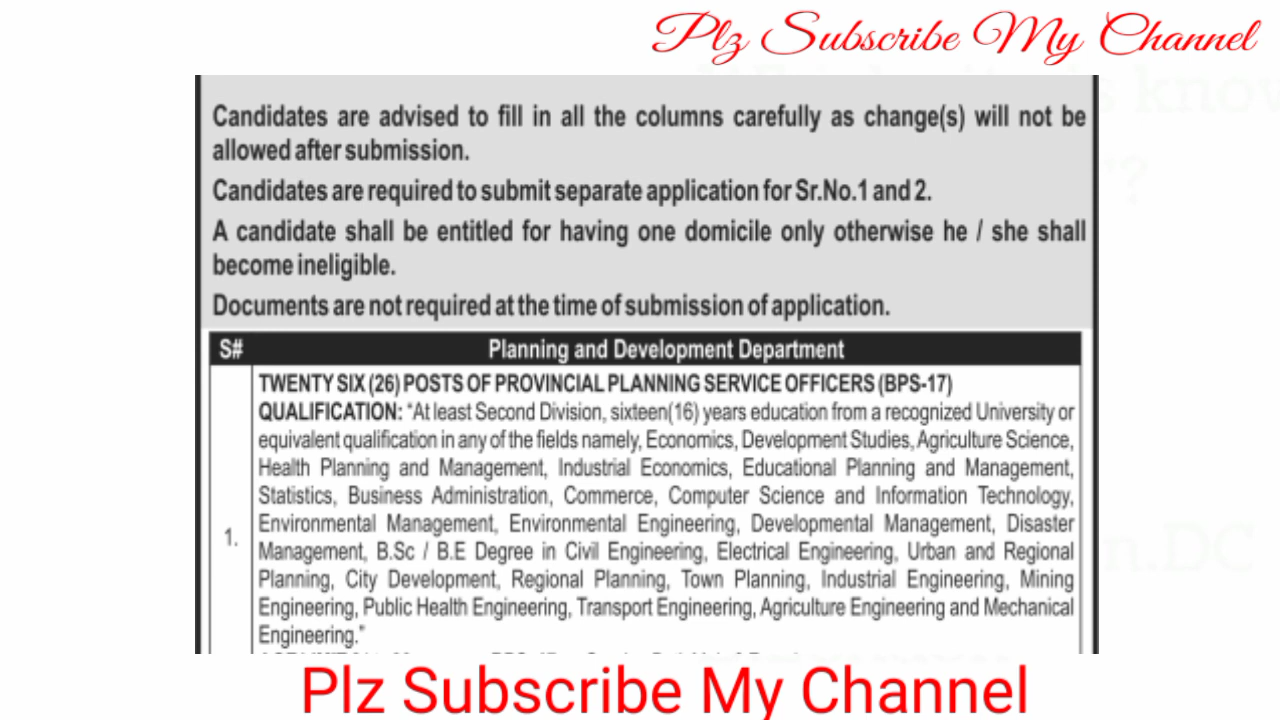 Plz Subscribe My Channel
Candidates are advised to fill in all the columns carefully as change(s) will not be
allowed after submission.
Candidates are required to submit separate application for Sr.No.1 and 2.
A candidate shall be entitled for having one domicile only otherwise he / she shall
become ineligible.
Documents are not required at the time of submission of application.
S# Planning and Development Department
TWENTY SIX (26) POSTS OF PROVINCIAL PLANNING SERVICE OFFICERS (BPS-17)
QUALIFICATION: "At least Second Division, sixteen(16) years education from a recognized University or
equivalent qualification in any of the fields namely, Economics, Development Studies, Agriculture Science,
Health Planning and Management, Industrial Economics, Educational Planning and Management,
Statistics, Business Administration, Commerce, Computer Science and Information Technology,
Environmental Management, Environmental Engineering, Developmental Management, Disaster
1. Management, B.Sc / B.E Degree in Civil Engineering, Electrical Engineering, Urban and Regional
Planning, City Development, Regional Planning, Town Planning, Industrial Engineering, Mining
Engineering, Public Health Engineering, Transport Engineering, Agriculture Engineering and Mechanical
Engineering."
Plz Subscribe My Channel